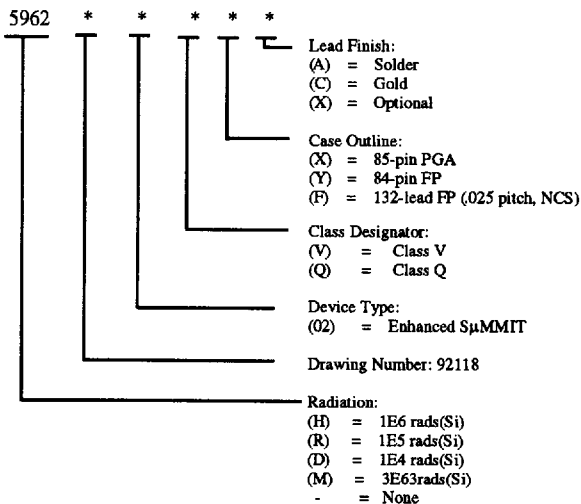 5962 * * * * *
Lead Finish:
(A) = Solder
(C) = Gold
(X) = Optional
Case Outline:
(X) = 85-pin PGA
(Y) = 84-pin FP
(F) = 132-lead FP (.025 pitch, NCS)
Class Designator:
(V) = Class V
(Q) = Class Q
Device Type:
(02) = Enhanced SµMMIT
Drawing Number: 92118
Radiation:
(H) = 1E6 rads(Si)
(R) = 1E5 rads(Si)
(D) = 1E4 rads(Si)
(M) = 3E63rads(Si)
- = None